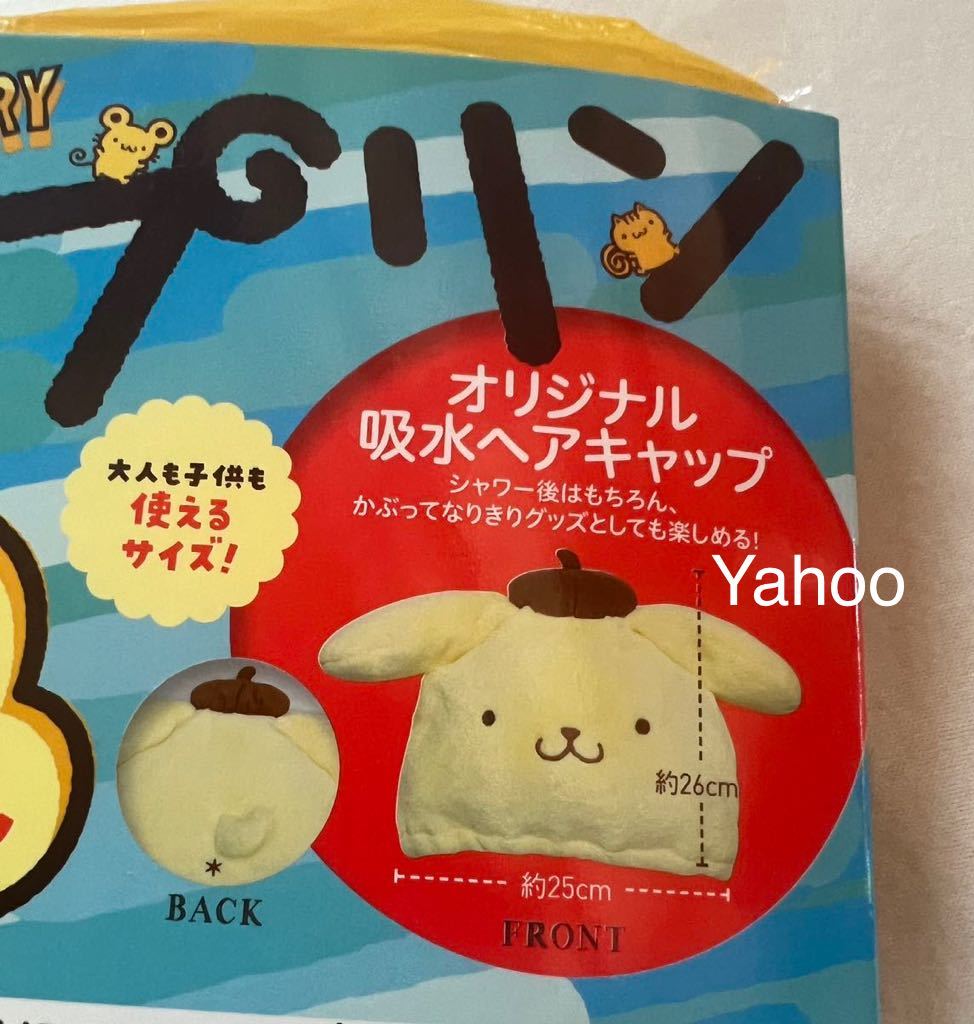 RY
プリン
オリジナル
吸水ヘアキャップ
シャワー後はもちろん、
かぶってなりきりグッズとしても楽しめる!
大人も子供も
使える
サイズ!
Yahoo
約26cm
約25cm
*
BACK
FRONT